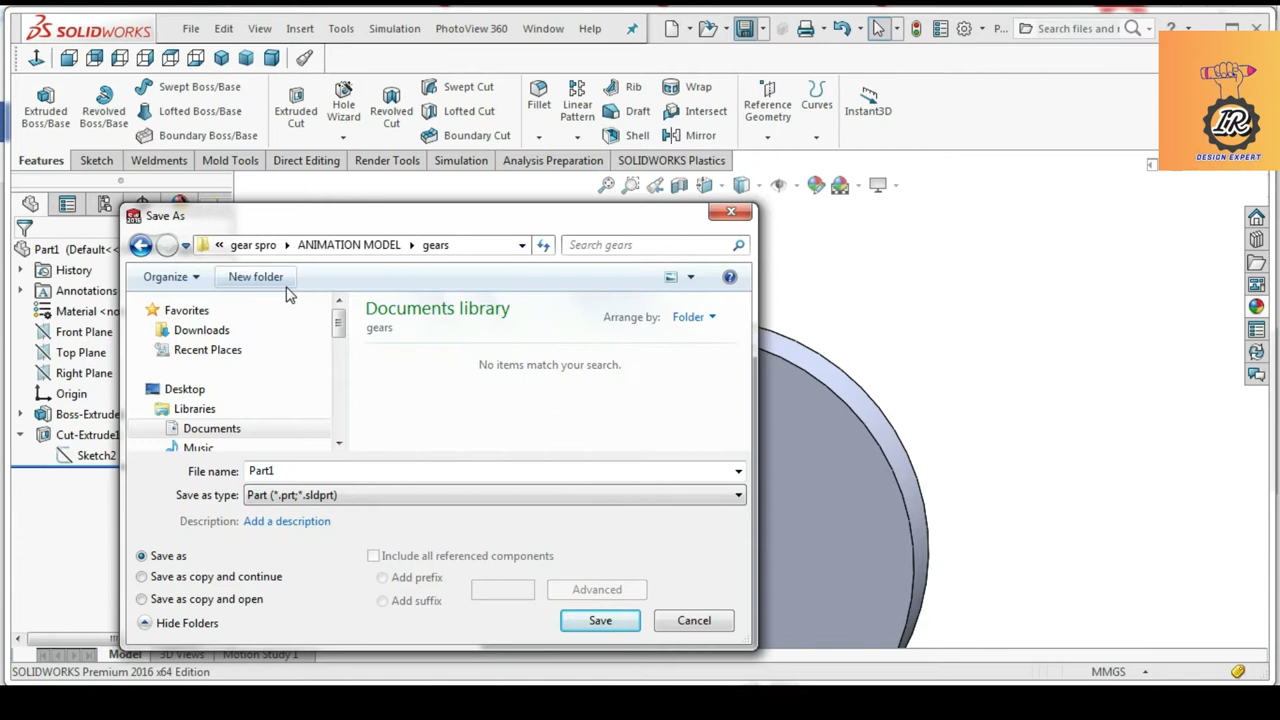 SOLIDWORKS File Edit View Insert Tools Simulation PhotoView 360 Window Help P... Search files and r
Extruded Boss/Base Revolved Boss/Base Swept Boss/Base Lofted Boss/Base Boundary Boss/Base Extruded Cut Hole Wizard Revolved Cut Swept Cut Lofted Cut Boundary Cut Fillet Linear Pattern Rib Draft Shell Wrap Intersect Mirror Reference Geometry Curves Instant3D
IR
DESIGN EXPERT
Features Sketch Weldments Mold Tools Direct Editing Render Tools Simulation Analysis Preparation SOLIDWORKS Plastics
Part1 (Default<<
History
Annotations
Material <no
Front Plane
Top Plane
Right Plane
Origin
Boss-Extrude
Cut-Extrude1
Sketch2
Save As
« gear spro ANIMATION MODEL gears Search gears
Organize New folder
Favorites
Downloads
Recent Places
Desktop
Libraries
Documents
Music
Documents library
gears
Arrange by: Folder
No items match your search.
File name: Part1
Save as type: Part (*.prt;*.sldprt)
Description: Add a description
Save as
Save as copy and continue
Save as copy and open
Include all referenced components
Add prefix
Add suffix
Advanced
Hide Folders Save Cancel
Model 3D Views Motion Study 1
SOLIDWORKS Premium 2016 x64 Edition MMGS